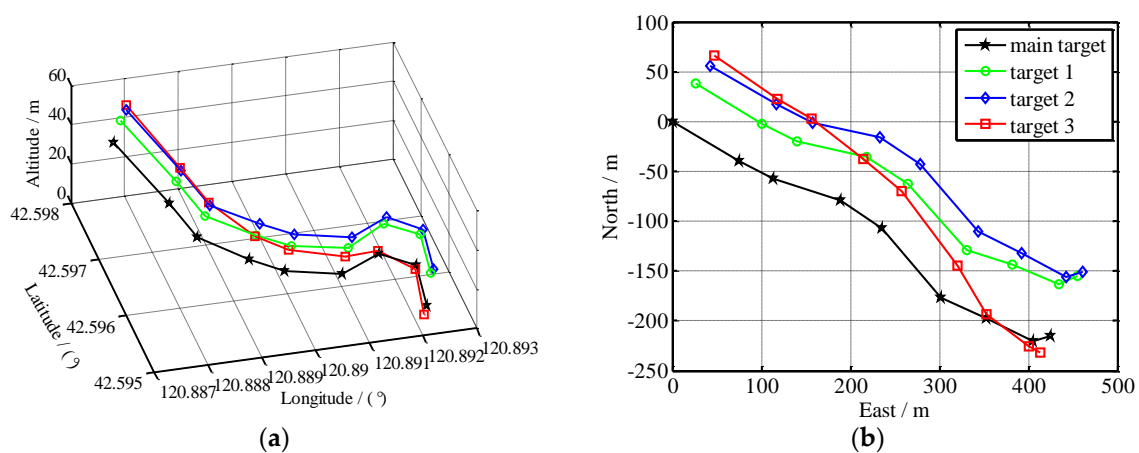 60
40
20
0
Altitude / m
42.598
42.597
42.596
42.595
Latitude / (°)
120.887
120.888
120.889
120.89
120.891
120.892
120.893
Longitude / (°)
(a)
100
50
0
-50
-100
-150
-200
-250
North / m
0
100
200
300
400
500
East / m
main target
target 1
target 2
target 3
(b)